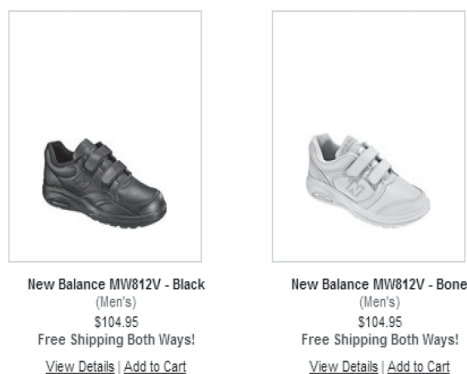 New Balance MW812V - Black
(Men's)
$104.95
Free Shipping Both Ways!
View Details | Add to Cart
New Balance MW812V - Bone
(Men's)
$104.95
Free Shipping Both Ways!
View Details | Add to Cart